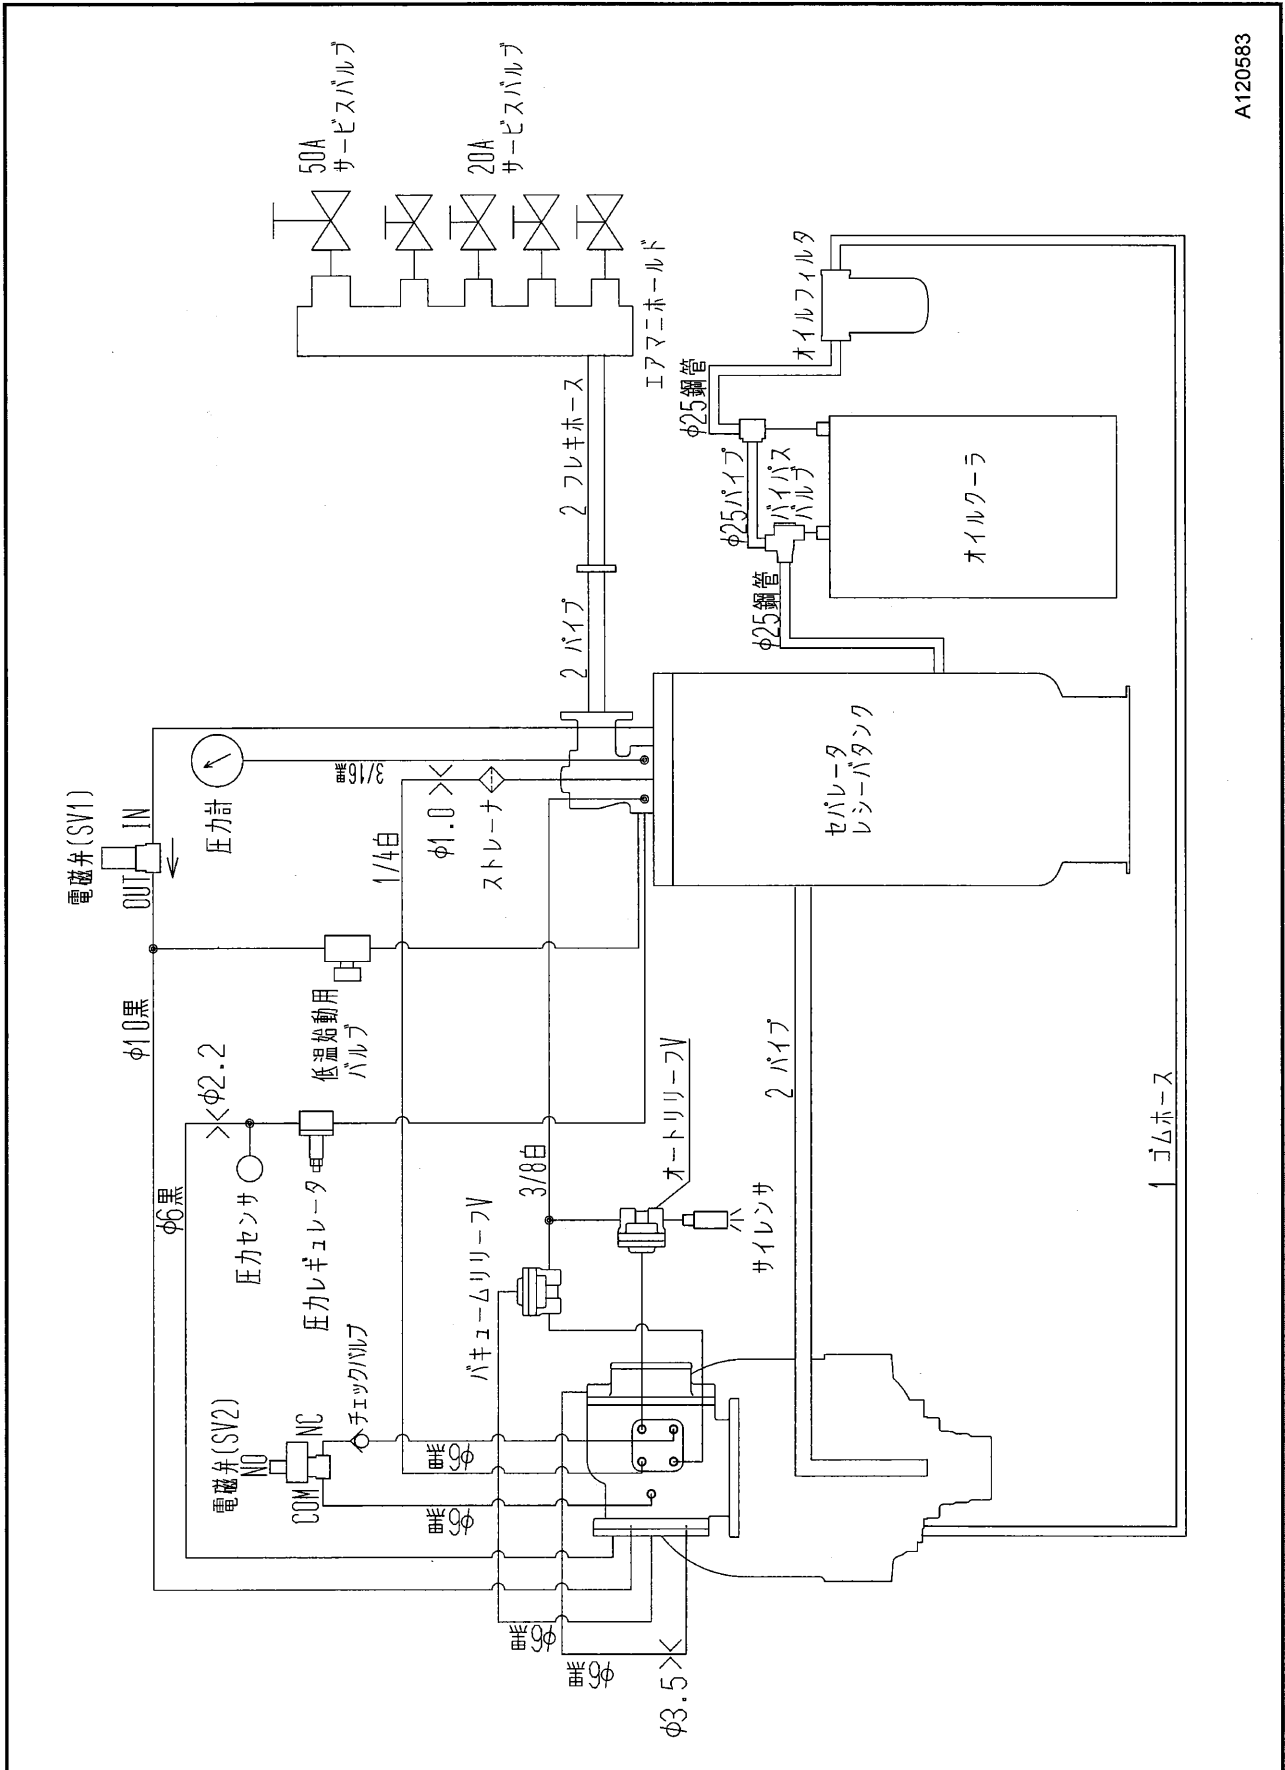 A120583
50A
サービスバルブ
20A
サービスバルブ
エアマニホールド
オイルフィルタ
φ25鋼管
2 フレキホース
φ25パイプ
バイパス
バルブ
オイルクーラ
φ25鋼管
2 パイプ
電磁弁(SV1)
OUT
IN
圧力計
3/16黒
1/4白
φ1.0
ストレーナ
セパレータ
レシーバタンク
φ10黒
低温始動用
バルブ
φ2.2
φ6黒
圧力センサ
圧力レギュレータ
3/8白
オートリリーフV
2 パイプ
1 ゴムホース
サイレンサ
バキュームリリーフV
電磁弁(SV2)
NO
NC
COM
チェックバルブ
φ6黒
φ6黒
φ6黒
φ6黒
φ3.5